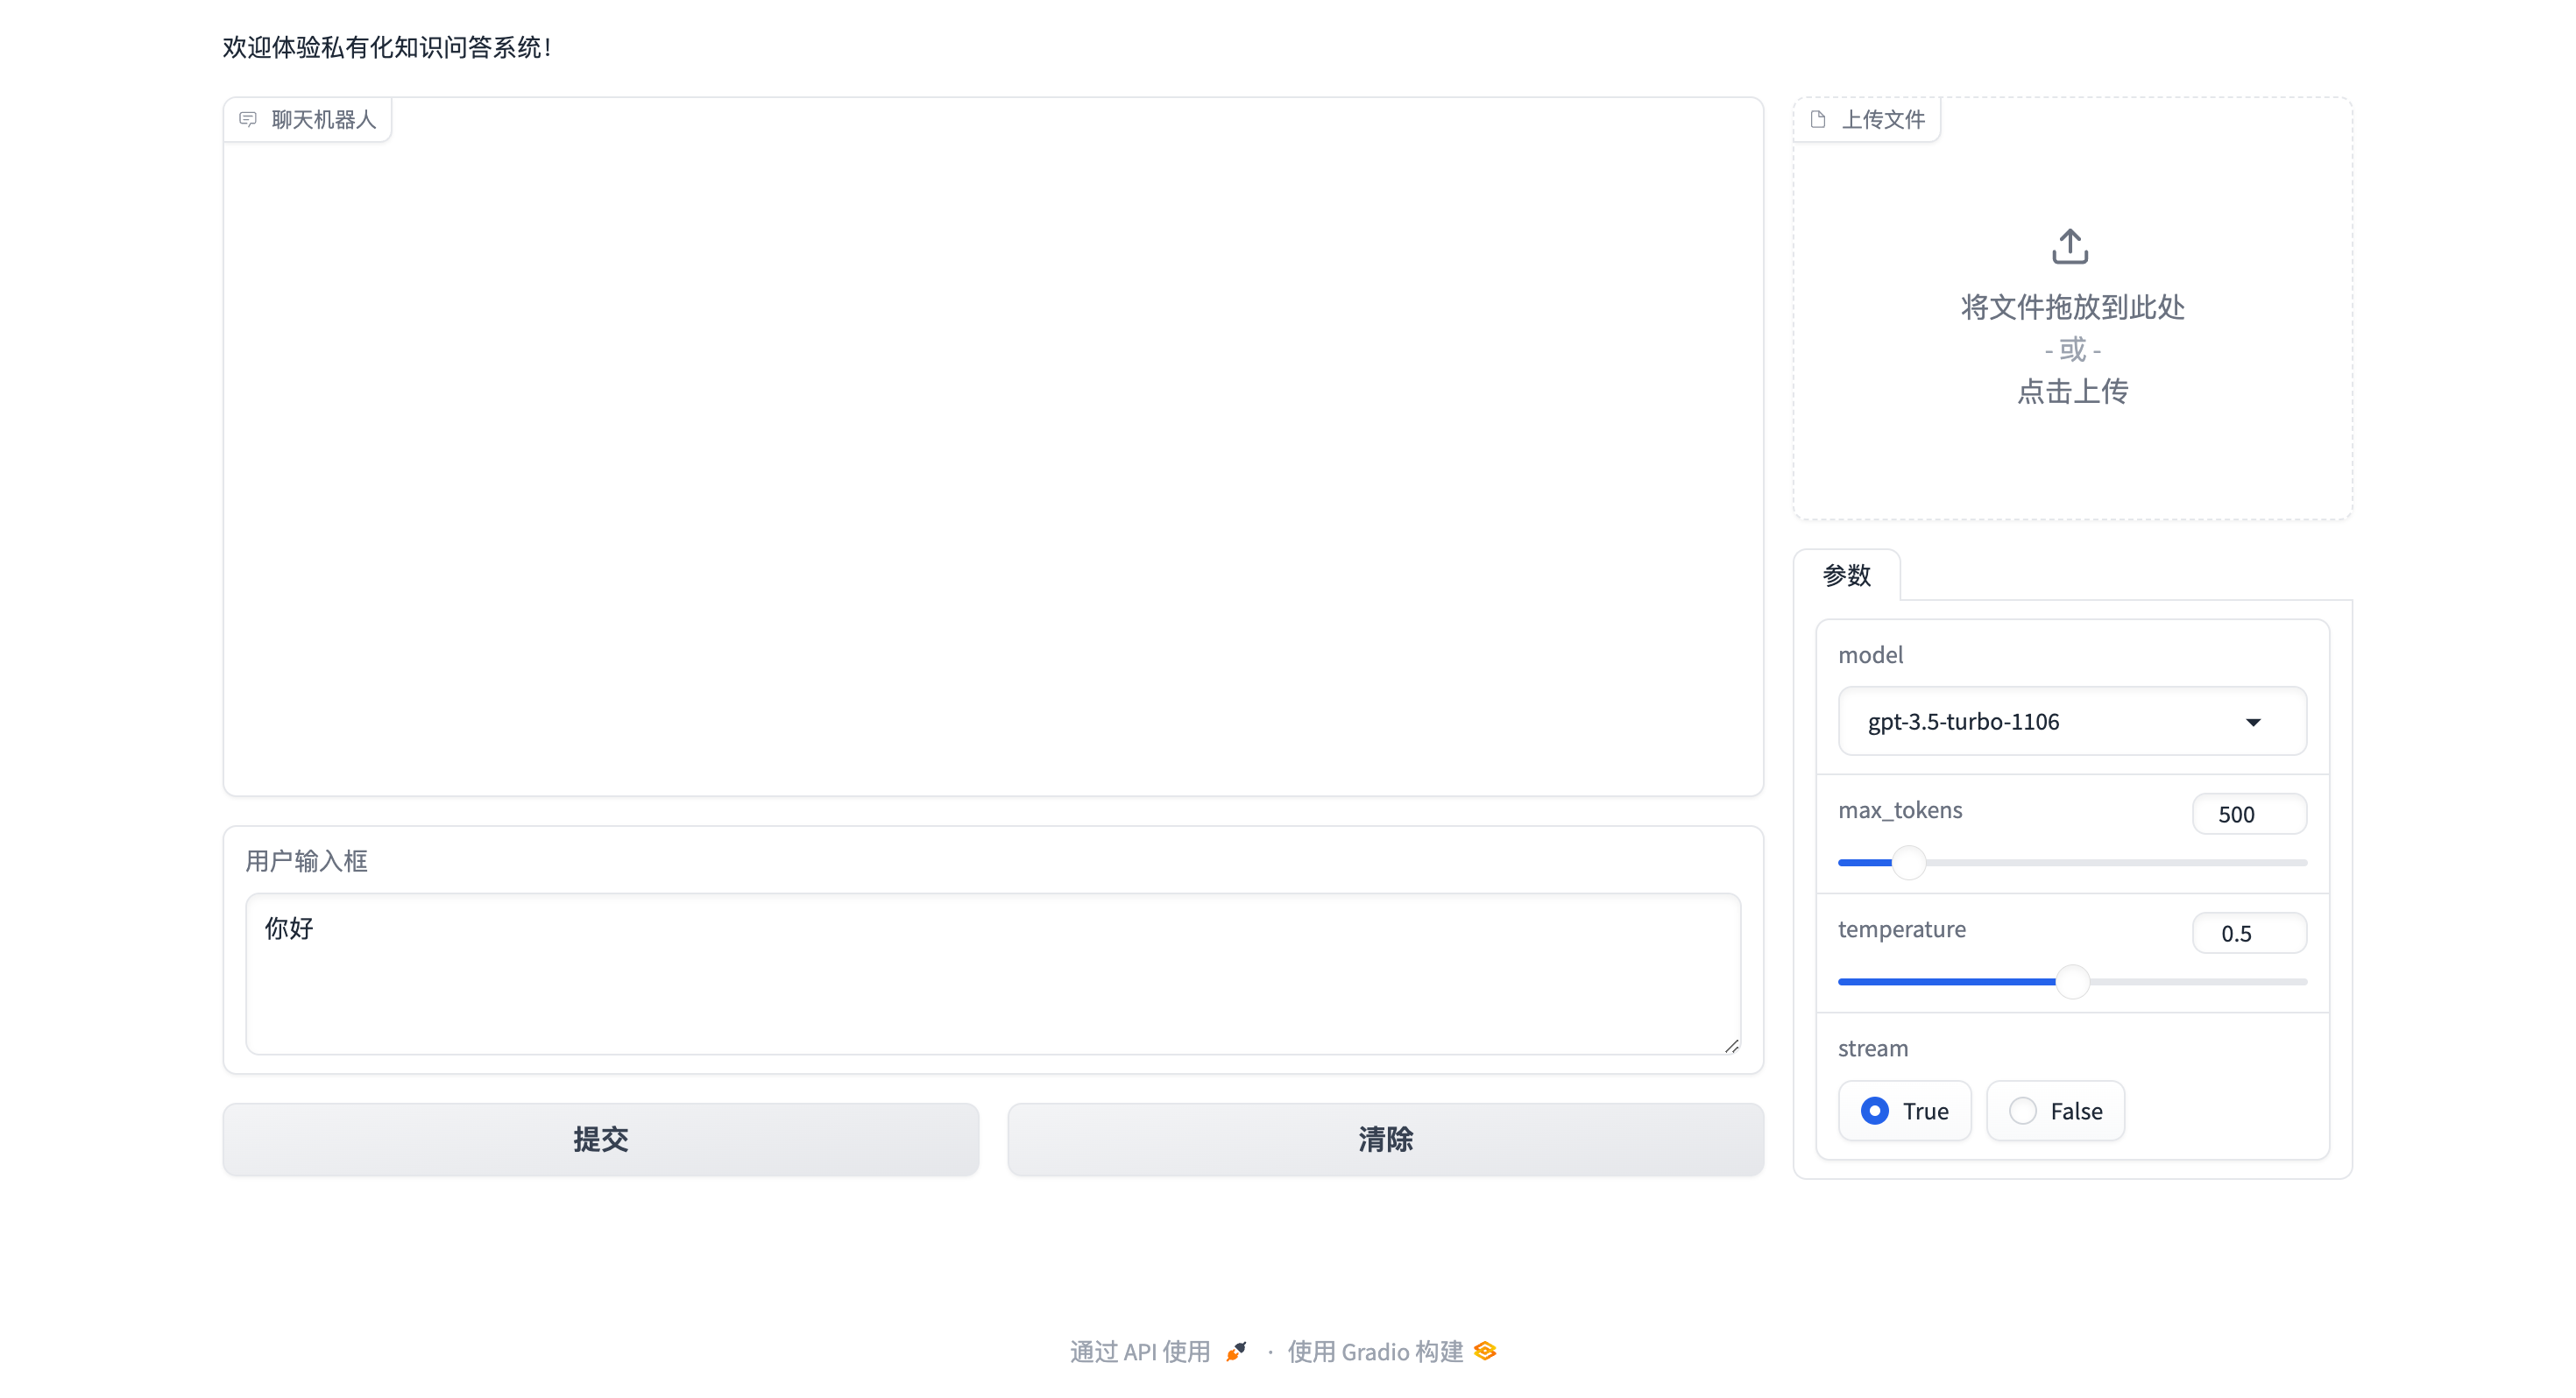 欢迎体验私有化知识问答系统！
聊天机器人
用户输入框
你好
提交
清除
上传文件
将文件拖放到此处
- 或 -
点击上传
参数
model
gpt-3.5-turbo-1106
max_tokens
500
temperature
0.5
stream
True
False
通过 API 使用 · 使用 Gradio 构建